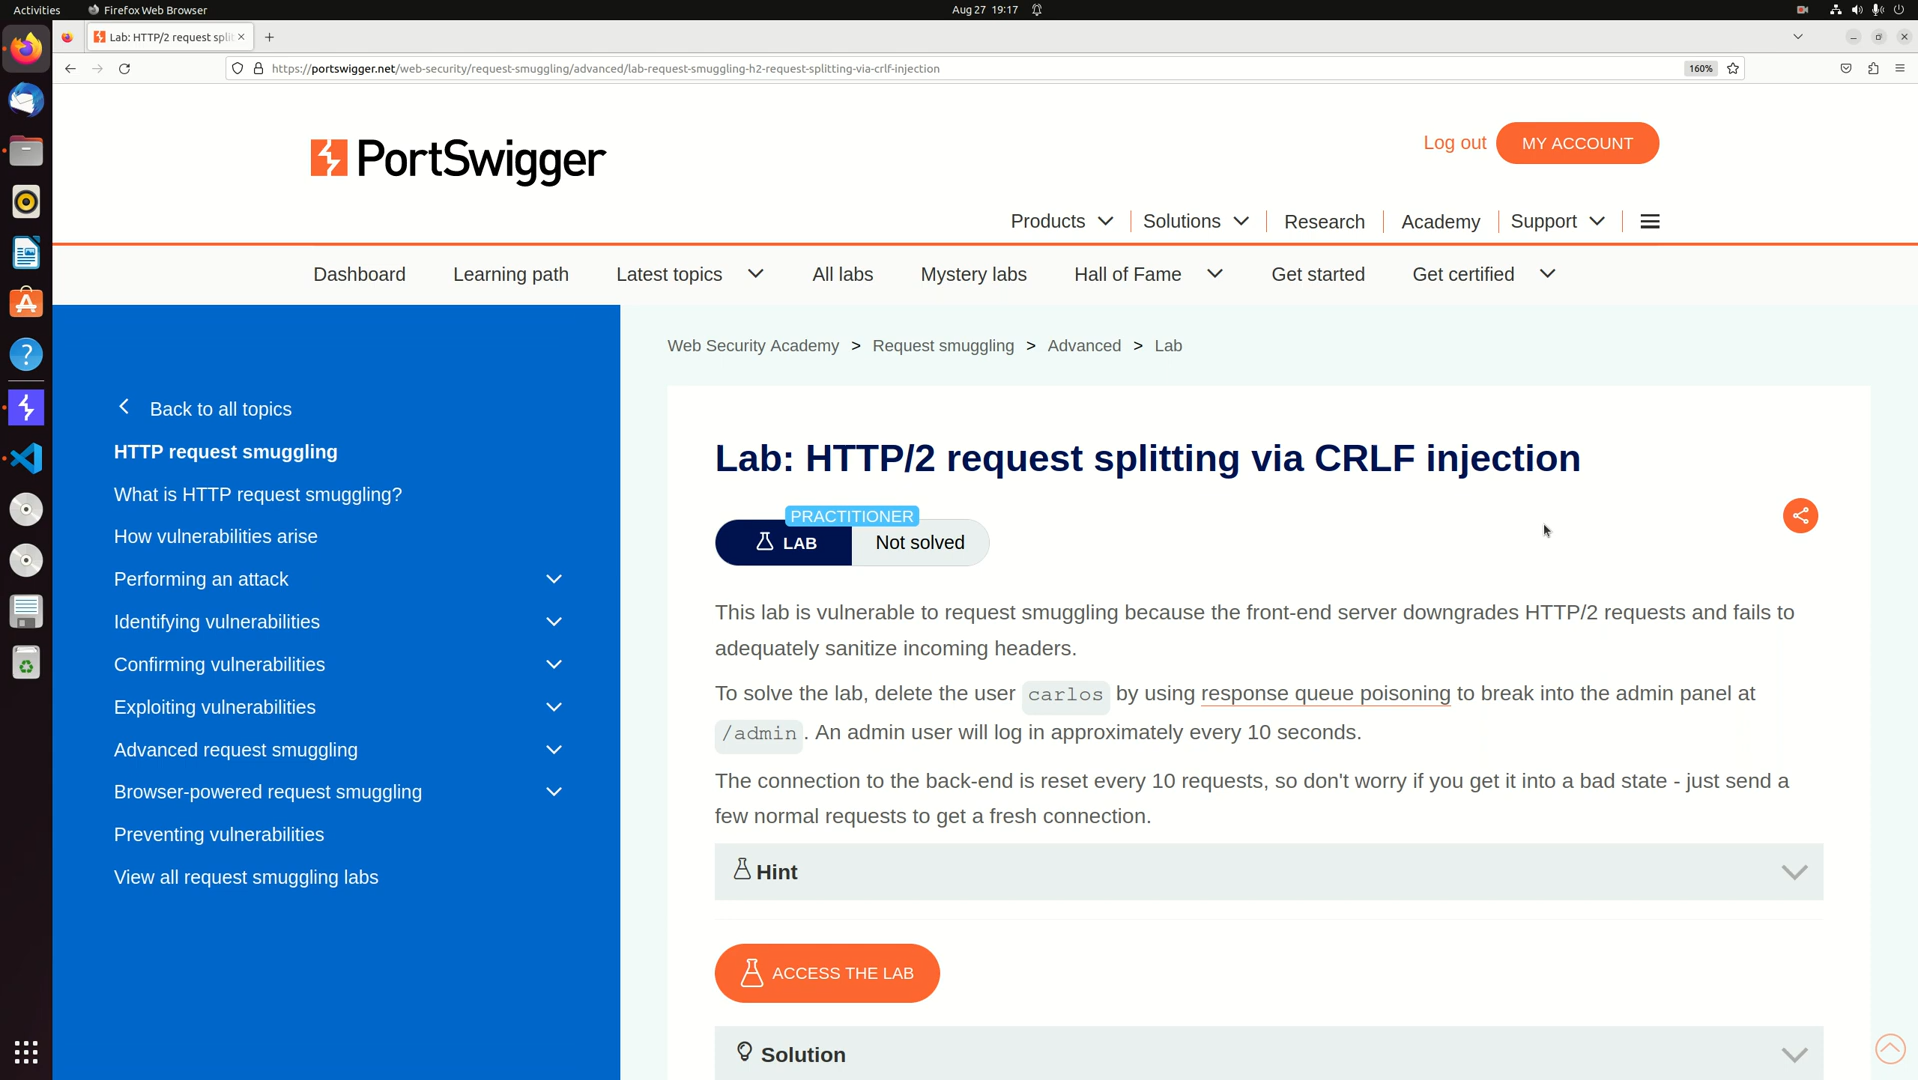 Activities
Firefox Web Browser
Aug 27 19:17
Lab: HTTP/2 request split
https://portswigger.net/web-security/request-smuggling/advanced/lab-request-smuggling-h2-request-splitting-via-crlf-injection
160%
PortSwigger
Log out
MY ACCOUNT
Products
Solutions
Research
Academy
Support
Dashboard
Learning path
Latest topics
All labs
Mystery labs
Hall of Fame
Get started
Get certified
Back to all topics
HTTP request smuggling
What is HTTP request smuggling?
How vulnerabilities arise
Performing an attack
Identifying vulnerabilities
Confirming vulnerabilities
Exploiting vulnerabilities
Advanced request smuggling
Browser-powered request smuggling
Preventing vulnerabilities
View all request smuggling labs
Web Security Academy > Request smuggling > Advanced > Lab
Lab: HTTP/2 request splitting via CRLF injection
PRACTITIONER
LAB
Not solved
This lab is vulnerable to request smuggling because the front-end server downgrades HTTP/2 requests and fails to
adequately sanitize incoming headers.
To solve the lab, delete the user carlos by using response queue poisoning to break into the admin panel at
/admin. An admin user will log in approximately every 10 seconds.
The connection to the back-end is reset every 10 requests, so don't worry if you get it into a bad state - just send a
few normal requests to get a fresh connection.
Hint
ACCESS THE LAB
Solution